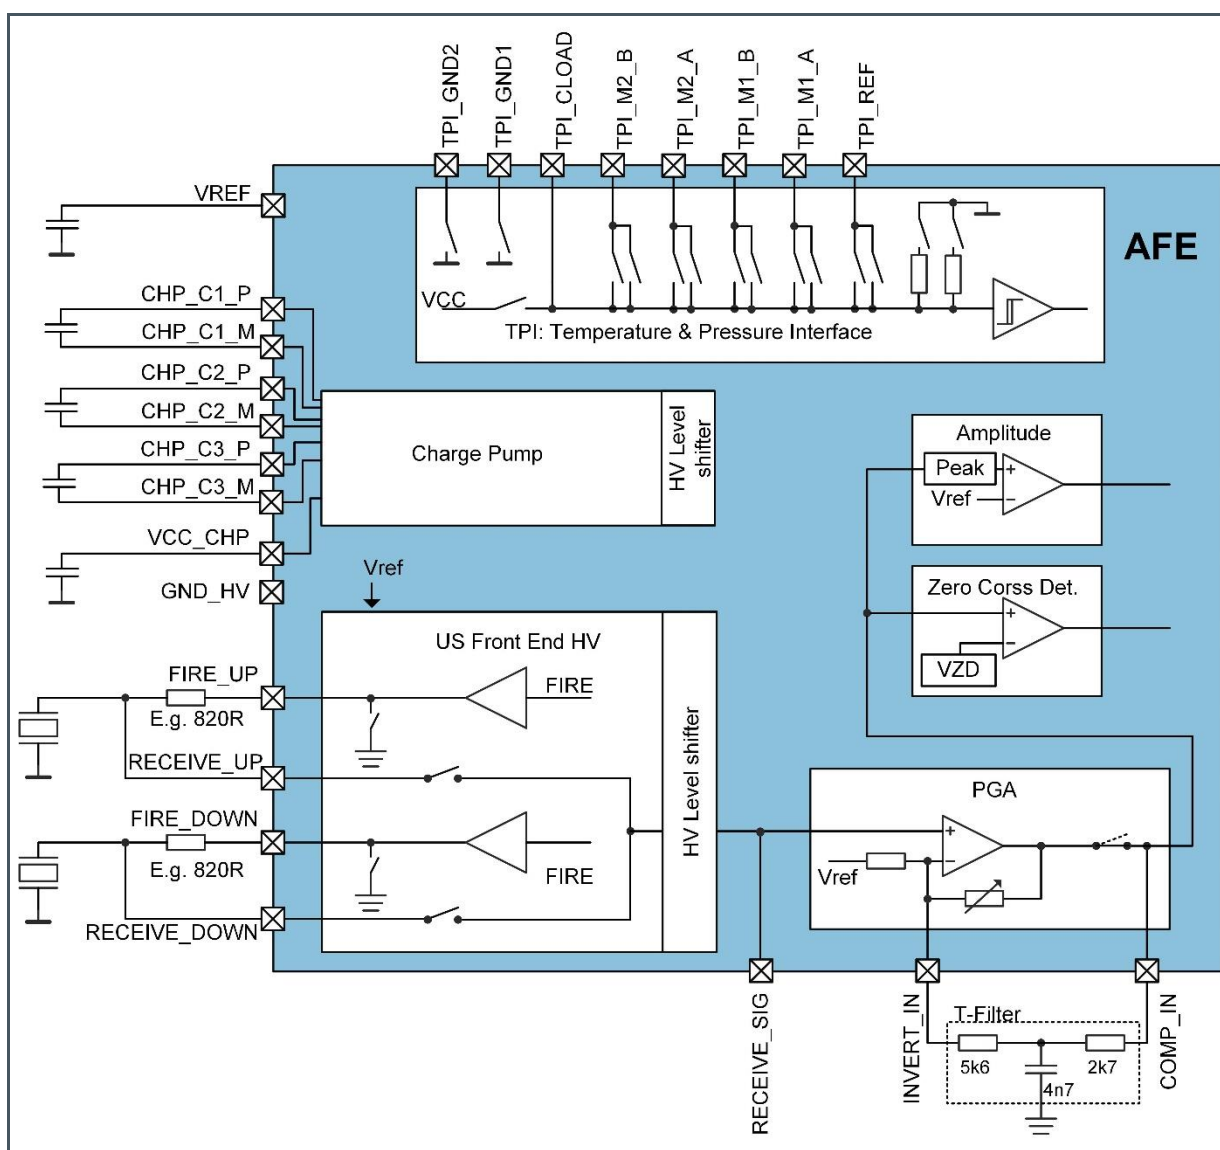 TPI_GND2
TPI_GND1
TPI_CLOAD
TPI_M2_B
TPI_M2_A
TPI_M1_B
TPI_M1_A
TPI_REF
VREF
AFE
VCC
TPI: Temperature & Pressure Interface
CHP_C1_P
CHP_C1_M
CHP_C2_P
CHP_C2_M
CHP_C3_P
CHP_C3_M
VCC_CHP
GND_HV
Charge Pump
HV Level
shifter
Amplitude
Peak
+
Vref
−
Zero Corss Det.
+
−
VZD
Vref
US Front End HV
FIRE_UP
E.g. 820R
FIRE
RECEIVE_UP
FIRE_DOWN
E.g. 820R
FIRE
RECEIVE_DOWN
HV Level shifter
PGA
+
−
Vref
RECEIVE_SIG
INVERT_IN
COMP_IN
T-Filter
5k6
2k7
4n7